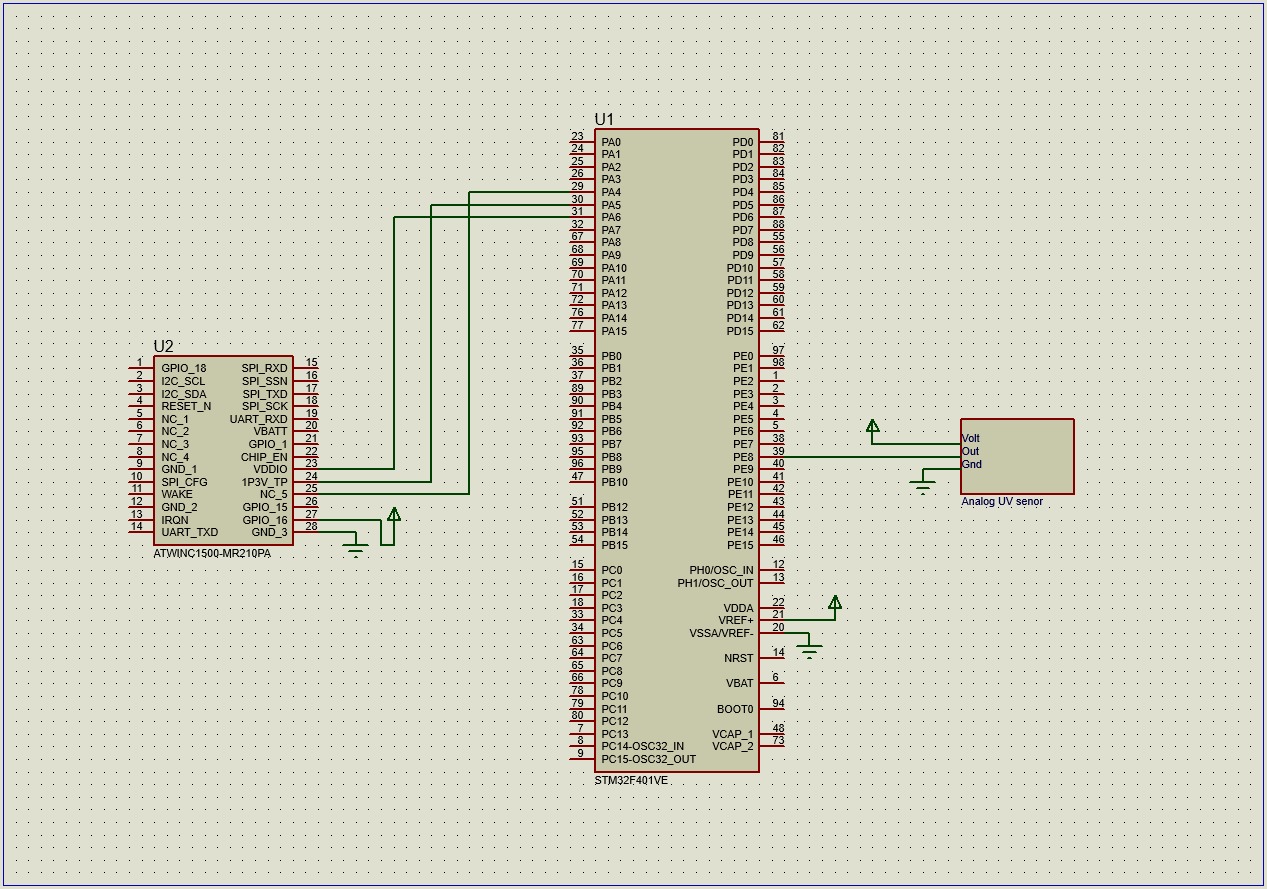 U1
23 PA0 PD0 81
24 PA1 PD1 82
25 PA2 PD2 83
26 PA3 PD3 84
29 PA4 PD4 85
30 PA5 PD5 86
31 PA6 PD6 87
32 PA7 PD7 88
67 PA8 PD8 55
68 PA9 PD9 56
69 PA10 PD10 57
70 PA11 PD11 58
71 PA12 PD12 59
72 PA13 PD13 60
76 PA14 PD14 61
77 PA15 PD15 62
35 PB0 PE0 97
36 PB1 PE1 98
37 PB2 PE2 1
89 PB3 PE3 2
90 PB4 PE4 3
91 PB5 PE5 4
92 PB6 PE6 5
93 PB7 PE7 38
95 PB8 PE8 39
96 PB9 PE9 40
47 PB10 PE10 41
PE11 42
51 PB12 PE12 43
52 PB13 PE13 44
53 PB14 PE14 45
54 PB15 PE15 46
15 PC0 PH0/OSC_IN 12
16 PC1 PH1/OSC_OUT 13
17 PC2
18 PC3 VDDA 22
33 PC4 VREF+ 21
34 PC5 VSSA/VREF- 20
63 PC6
64 PC7 NRST 14
65 PC8
66 PC9 VBAT 6
78 PC10
79 PC11 BOOT0 94
80 PC12
7 PC13 VCAP_1 48
8 PC14-OSC32_IN VCAP_2 73
9 PC15-OSC32_OUT
STM32F401VE
U2
1 GPIO_18 SPI_RXD 15
2 I2C_SCL SPI_SSN 16
3 I2C_SDA SPI_TXD 17
4 RESET_N SPI_SCK 18
5 NC_1 UART_RXD 19
6 NC_2 VBATT 20
7 NC_3 GPIO_1 21
8 NC_4 CHIP_EN 22
9 GND_1 VDDIO 23
10 SPI_CFG 1P3V_TP 24
11 WAKE NC_5 25
12 GND_2 GPIO_15 26
13 IRQN GPIO_16 27
14 UART_TXD GND_3 28
ATWINC1500-MR210PA
Volt
Out
Gnd
Analog UV senor